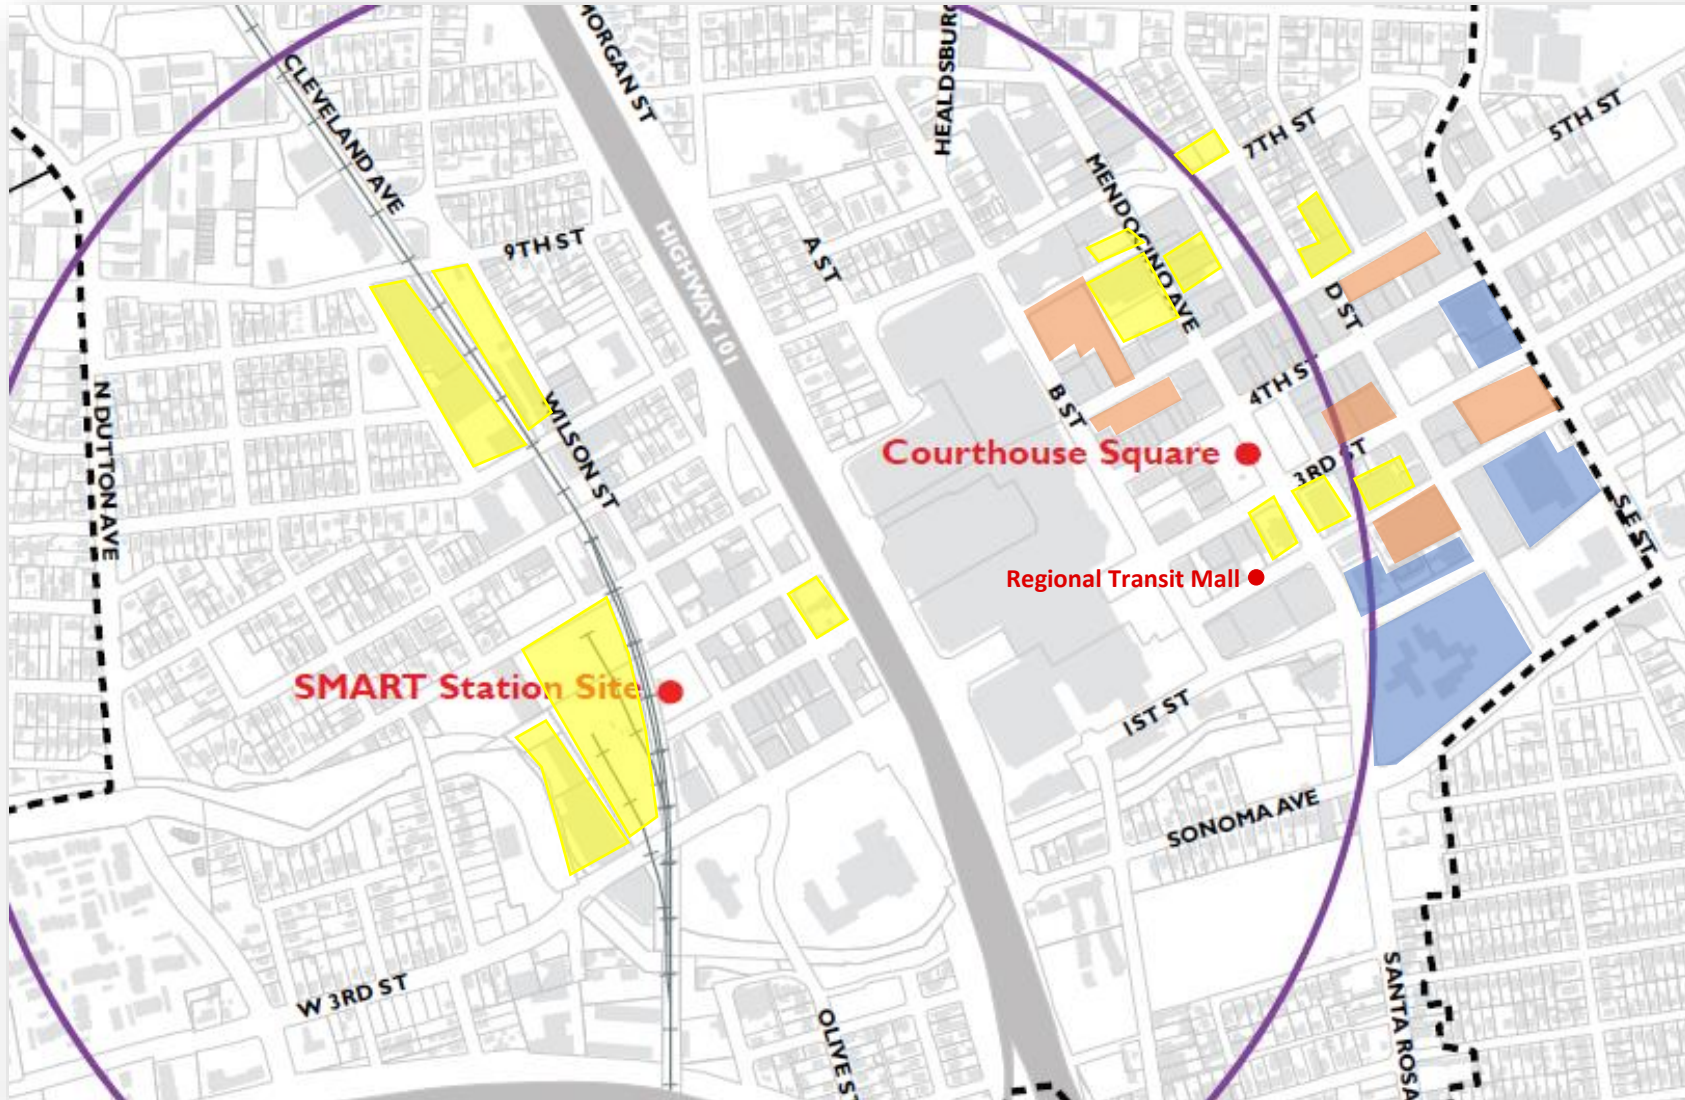 MORGAN ST
HEALDSBURG
CLEVELAND AVE
5TH ST
7TH ST
MENDOCINO AVE
9TH ST
A ST
HIGHWAY 101
D ST
4TH ST
B ST
N DUTTON AVE
WILSON ST
Courthouse Square
3RD ST
S E ST
Regional Transit Mall
SMART Station Site
1ST ST
SONOMA AVE
W 3RD ST
SANTA ROSA
OLIVE ST